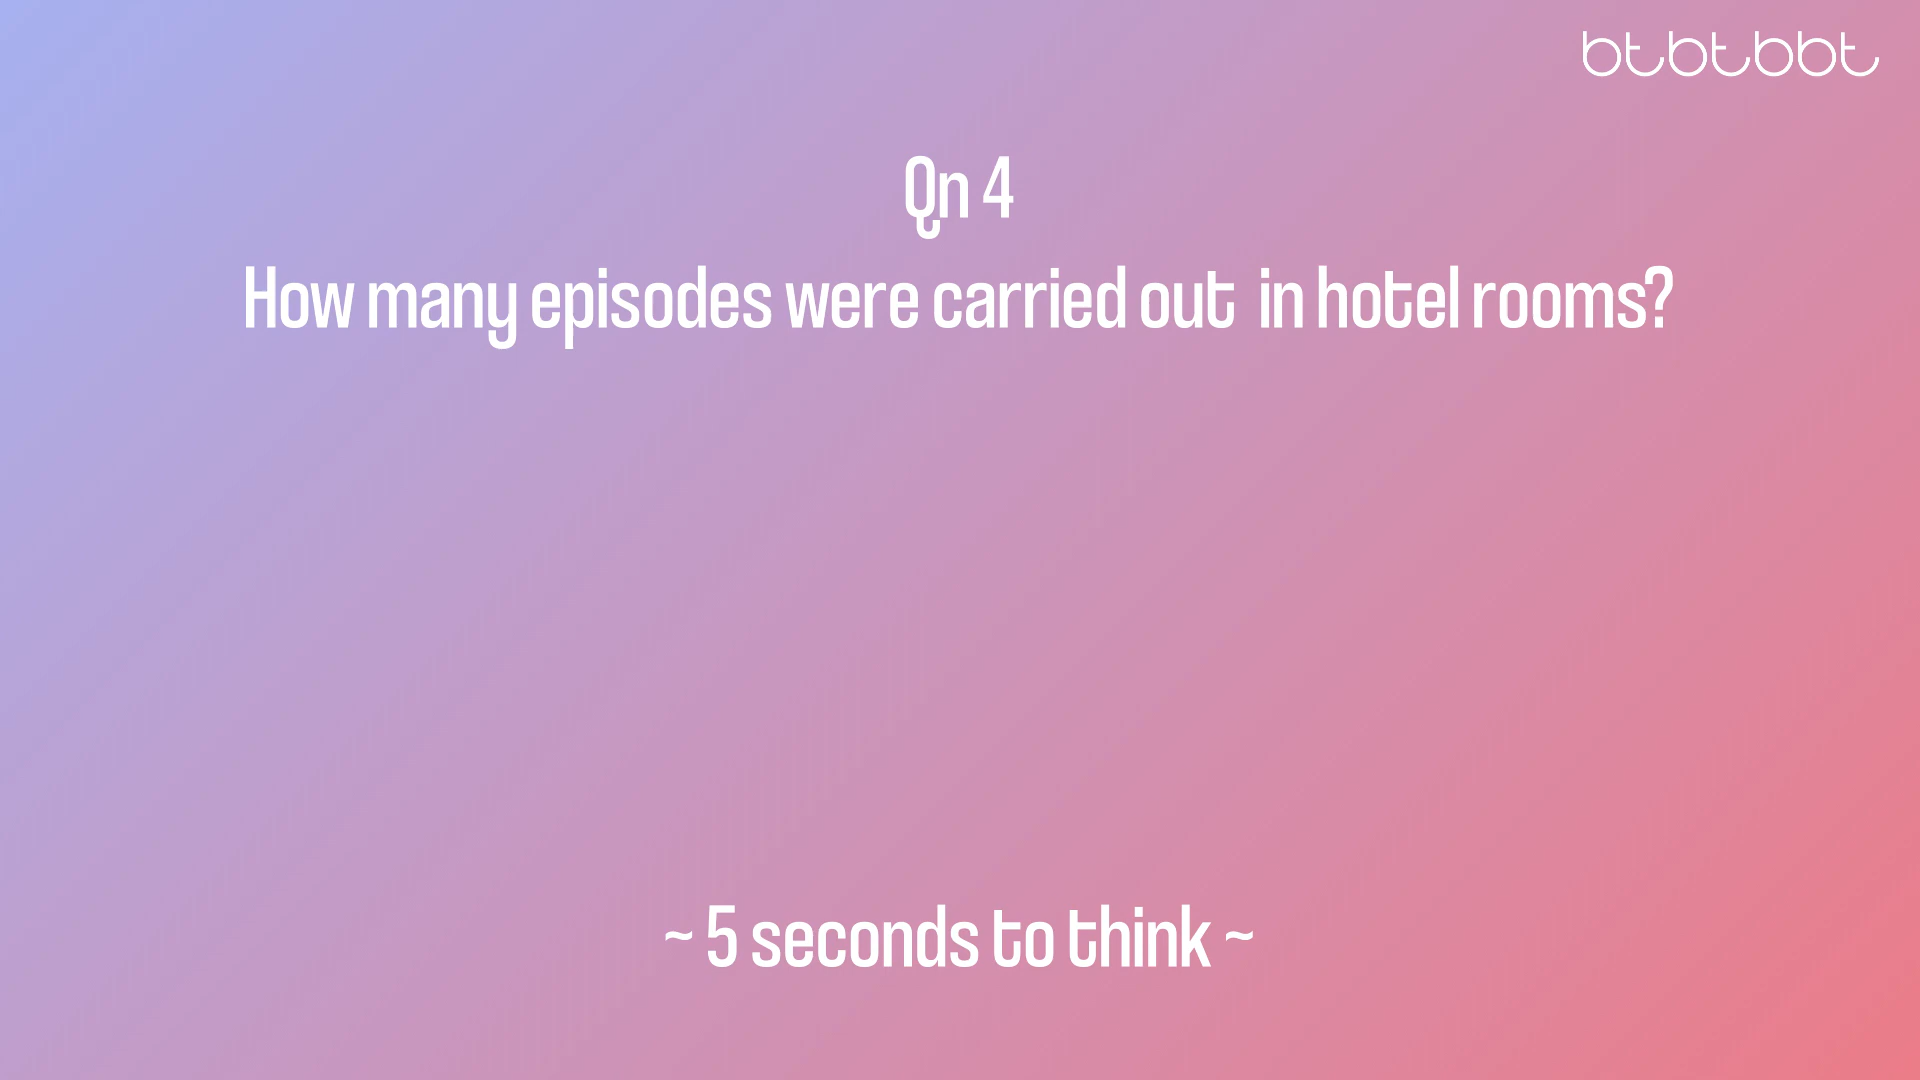 btbtbbt
Qn 4
How many episodes were carried out  in hotel rooms?
~ 5 seconds to think ~